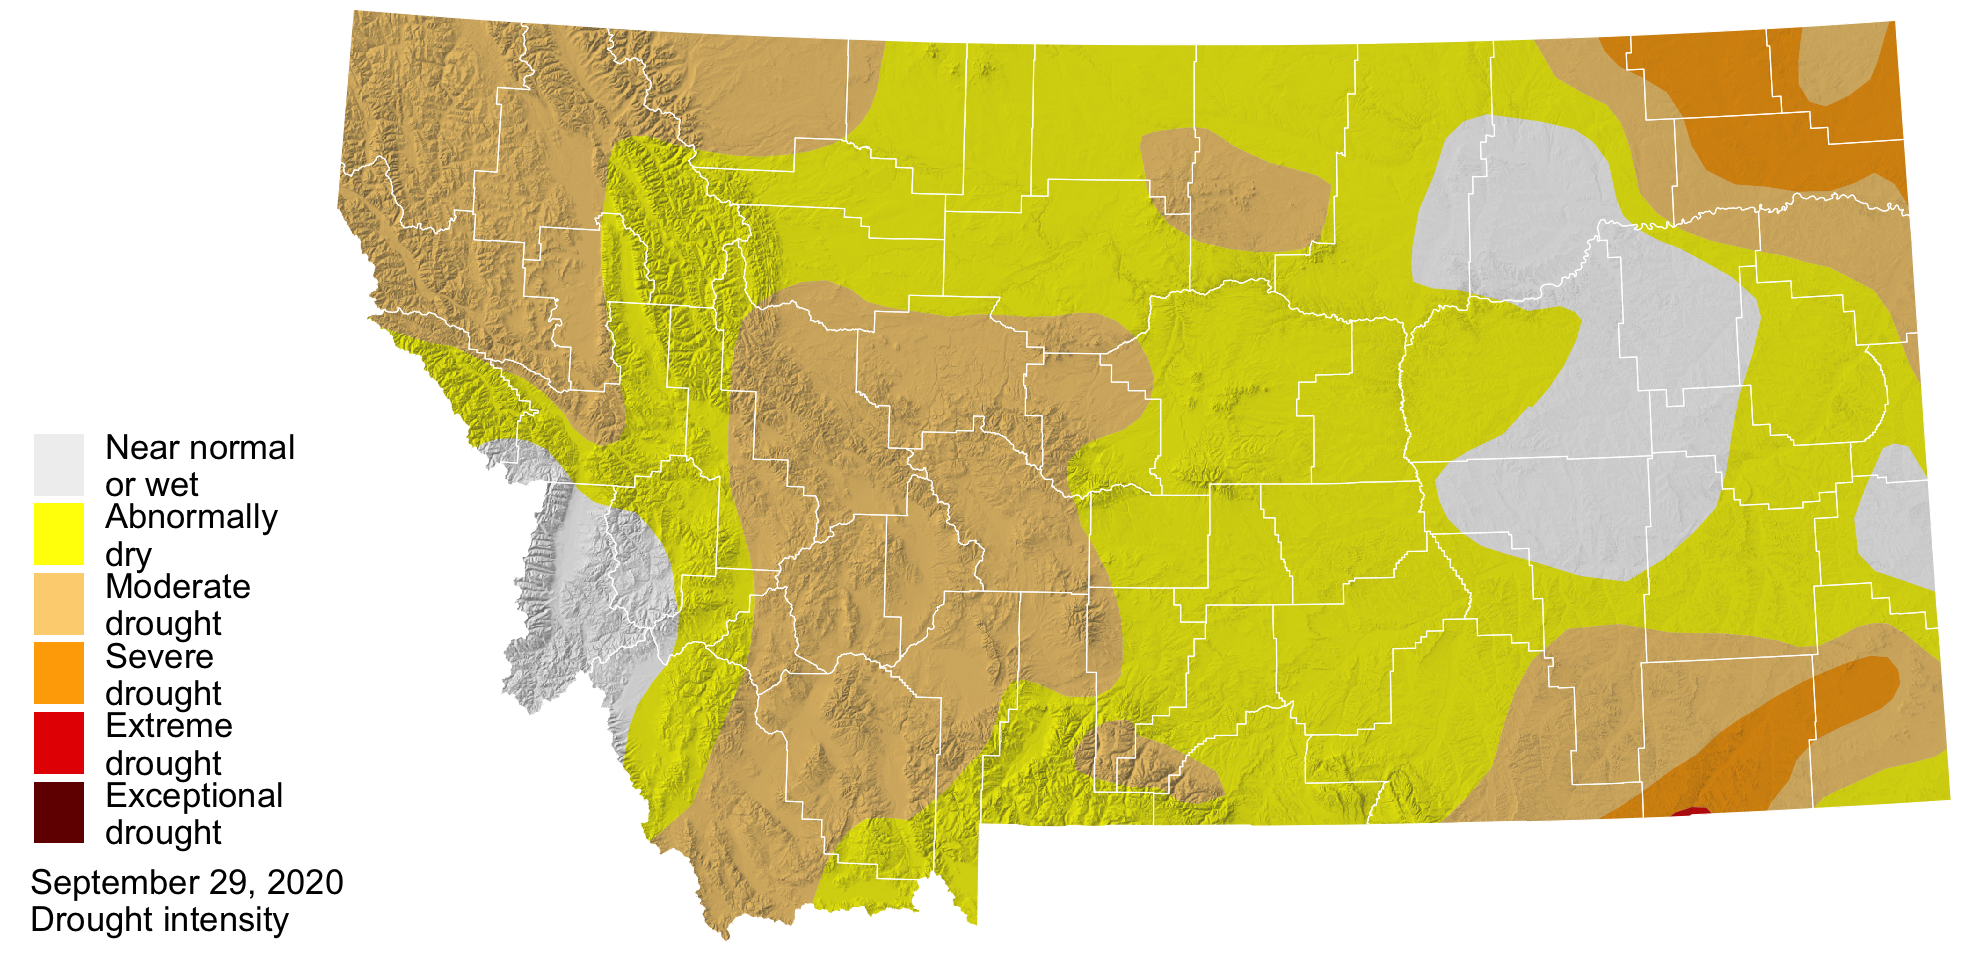 Near normal
or wet
Abnormally
dry
Moderate
drought
Severe
drought
Extreme
drought
Exceptional
drought
September 29, 2020
Drought intensity